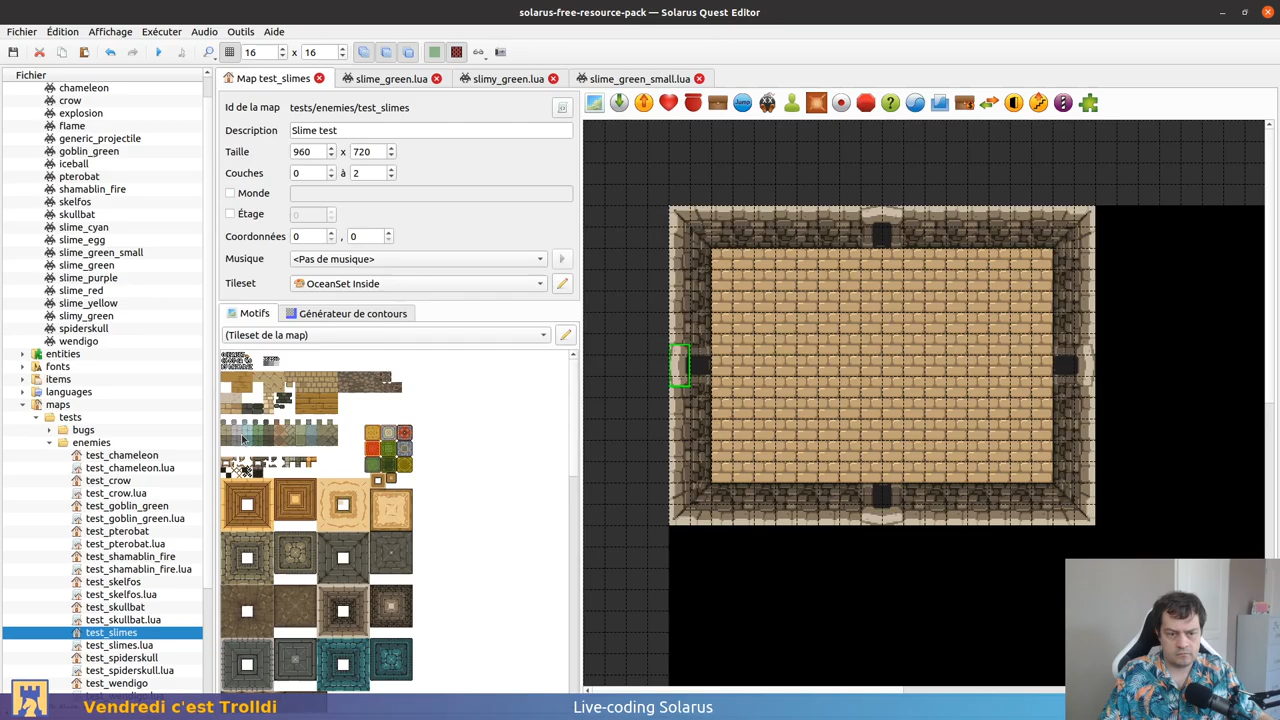 solarus-free-resource-pack — Solarus Quest Editor
Fichier Édition Affichage Exécuter Audio Outils Aide
16 x 16
Fichier
chameleon
crow
explosion
flame
generic_projectile
goblin_green
iceball
pterobat
shamablin_fire
skelfos
skullbat
slime_cyan
slime_egg
slime_green_small
slime_green
slime_purple
slime_red
slime_yellow
slimy_green
spiderskull
wendigo
entities
fonts
items
languages
maps
tests
bugs
enemies
test_chameleon
test_chameleon.lua
test_crow
test_crow.lua
test_goblin_green
test_goblin_green.lua
test_pterobat
test_pterobat.lua
test_shamablin_fire
test_shamablin_fire.lua
test_skelfos
test_skelfos.lua
test_skullbat
test_skullbat.lua
test_slimes
test_slimes.lua
test_spiderskull
test_spiderskull.lua
test_wendigo
Map test_slimes slime_green.lua slimy_green.lua slime_green_small.lua
Id de la map tests/enemies/test_slimes
Description Slime test
Taille 960 x 720
Couches 0 à 2
Monde
Étage 0
Coordonnées 0 , 0
Musique <Pas de musique>
Tileset OceanSet Inside
Motifs Générateur de contours
(Tileset de la map)
Jump
Vendredi c'est Trolldi
Live-coding Solarus